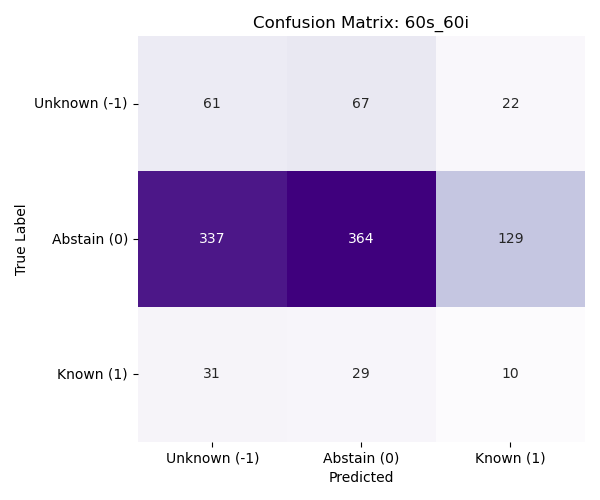 Confusion Matrix: 60s_60i
True Label
Unknown (-1) 61 67 22
Abstain (0) 337 364 129
Known (1) 31 29 10
Unknown (-1) Abstain (0) Known (1)
Predicted